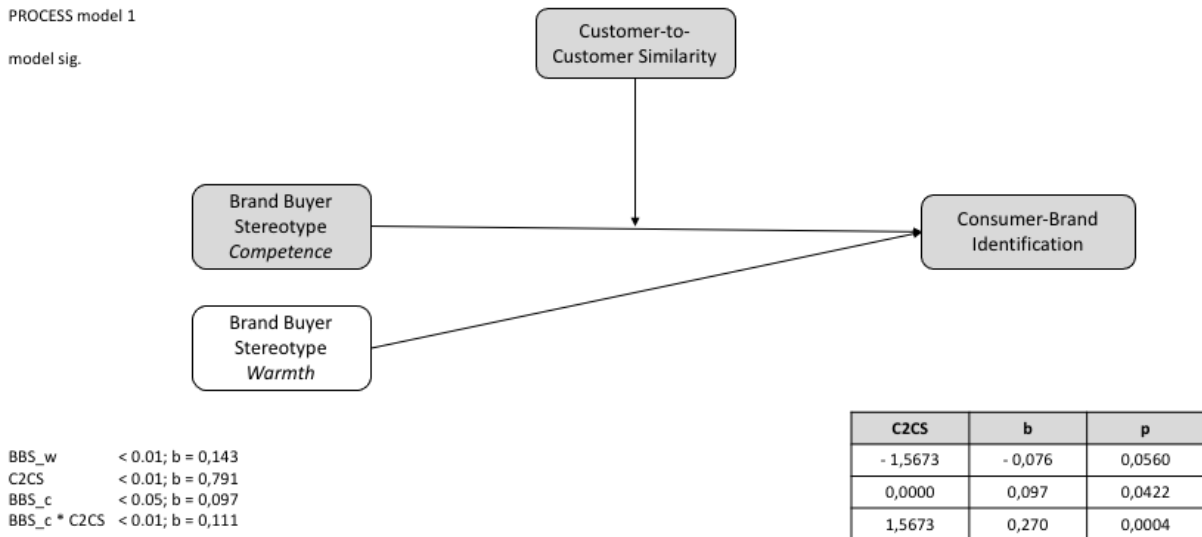 PROCESS model 1
model sig.
Customer-to-
Customer Similarity
Brand Buyer
Stereotype
Competence
Consumer-Brand
Identification
Brand Buyer
Stereotype
Warmth
BBS_w < 0.01; b = 0,143
C2CS < 0.01; b = 0,791
BBS_c < 0.05; b = 0,097
BBS_c * C2CS < 0.01; b = 0,111
C2CS b p
- 1,5673 - 0,076 0,0560
0,0000 0,097 0,0422
1,5673 0,270 0,0004